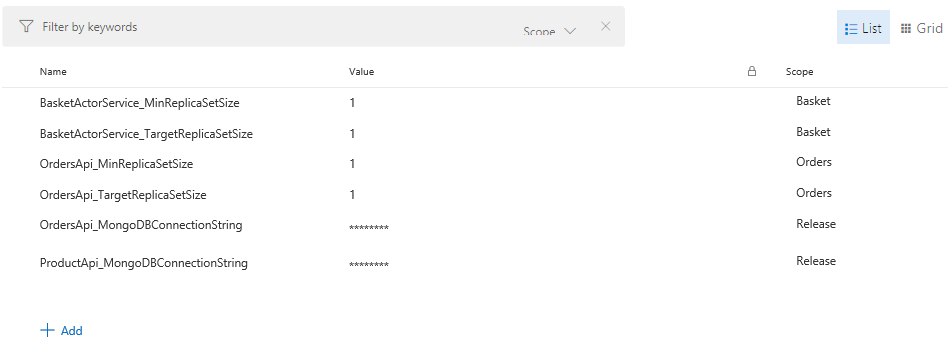 Filter by keywords Scope List Grid
Name Value Scope
BasketActorService_MinReplicaSetSize 1 Basket
BasketActorService_TargetReplicaSetSize 1 Basket
OrdersApi_MinReplicaSetSize 1 Orders
OrdersApi_TargetReplicaSetSize 1 Orders
OrdersApi_MongoDBConnectionString ******** Release
ProductApi_MongoDBConnectionString ******** Release
Add